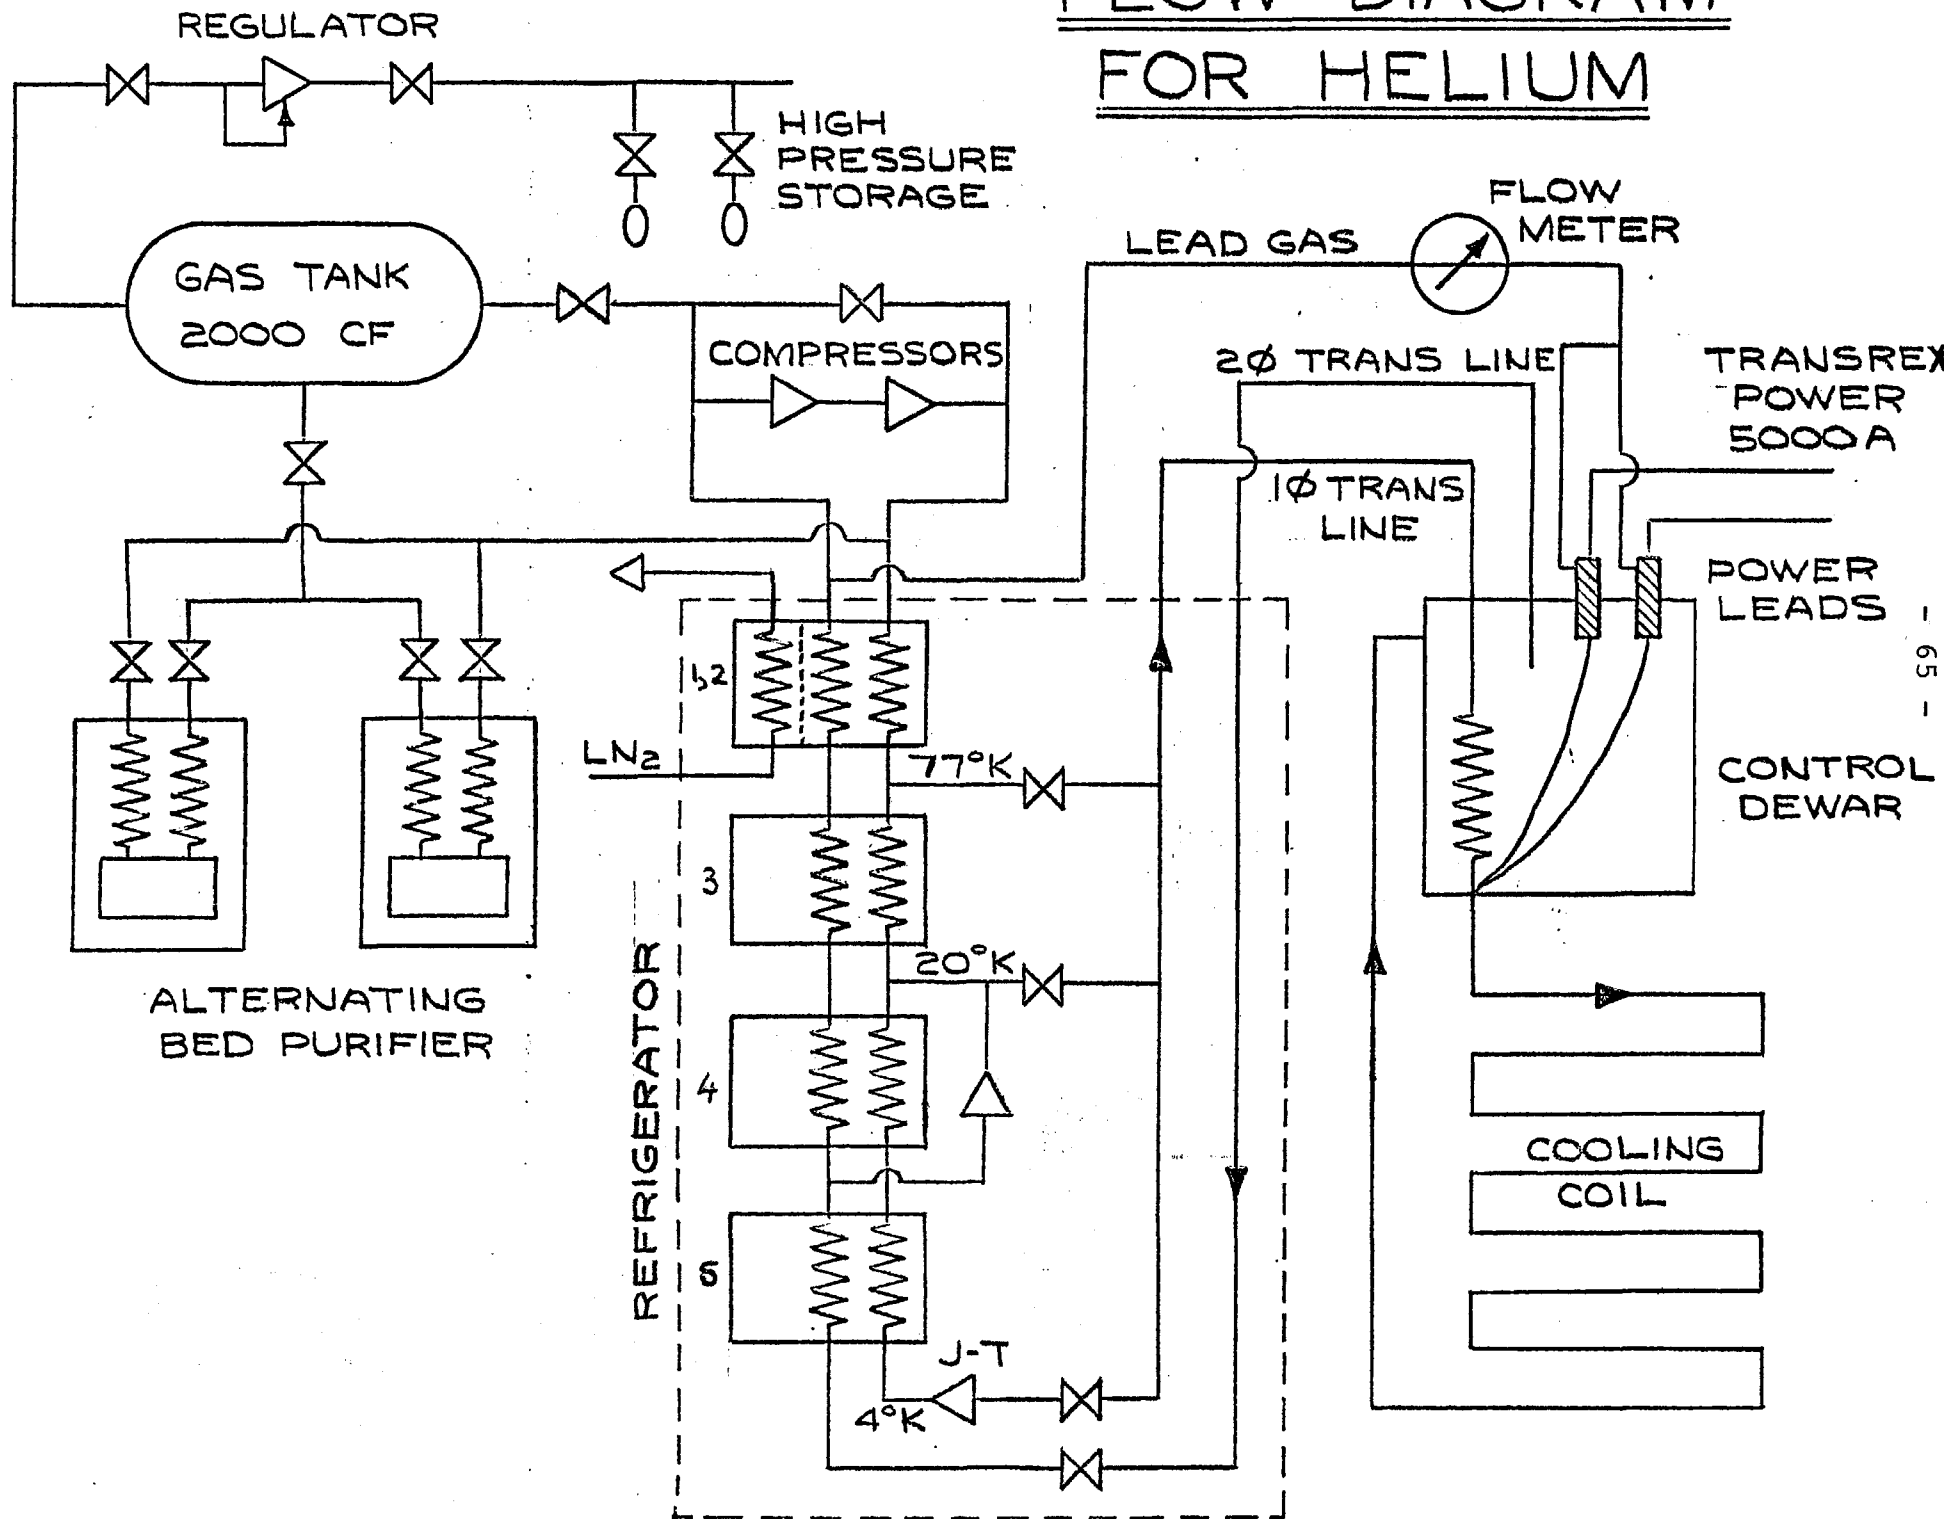 FLOW DIAGRAM
FOR HELIUM
REGULATOR
HIGH
PRESSURE
STORAGE
GAS TANK
2000 CF
COMPRESSORS
LEAD GAS
FLOW
METER
2Ø TRANS LINE
1Ø TRANS
LINE
TRANSREX
POWER
5000A
POWER
LEADS
- 65 -
CONTROL
DEWAR
LN2
77°K
3
20°K
4
5
J-T
4°K
REFRIGERATOR
ALTERNATING
BED PURIFIER
COOLING
COIL